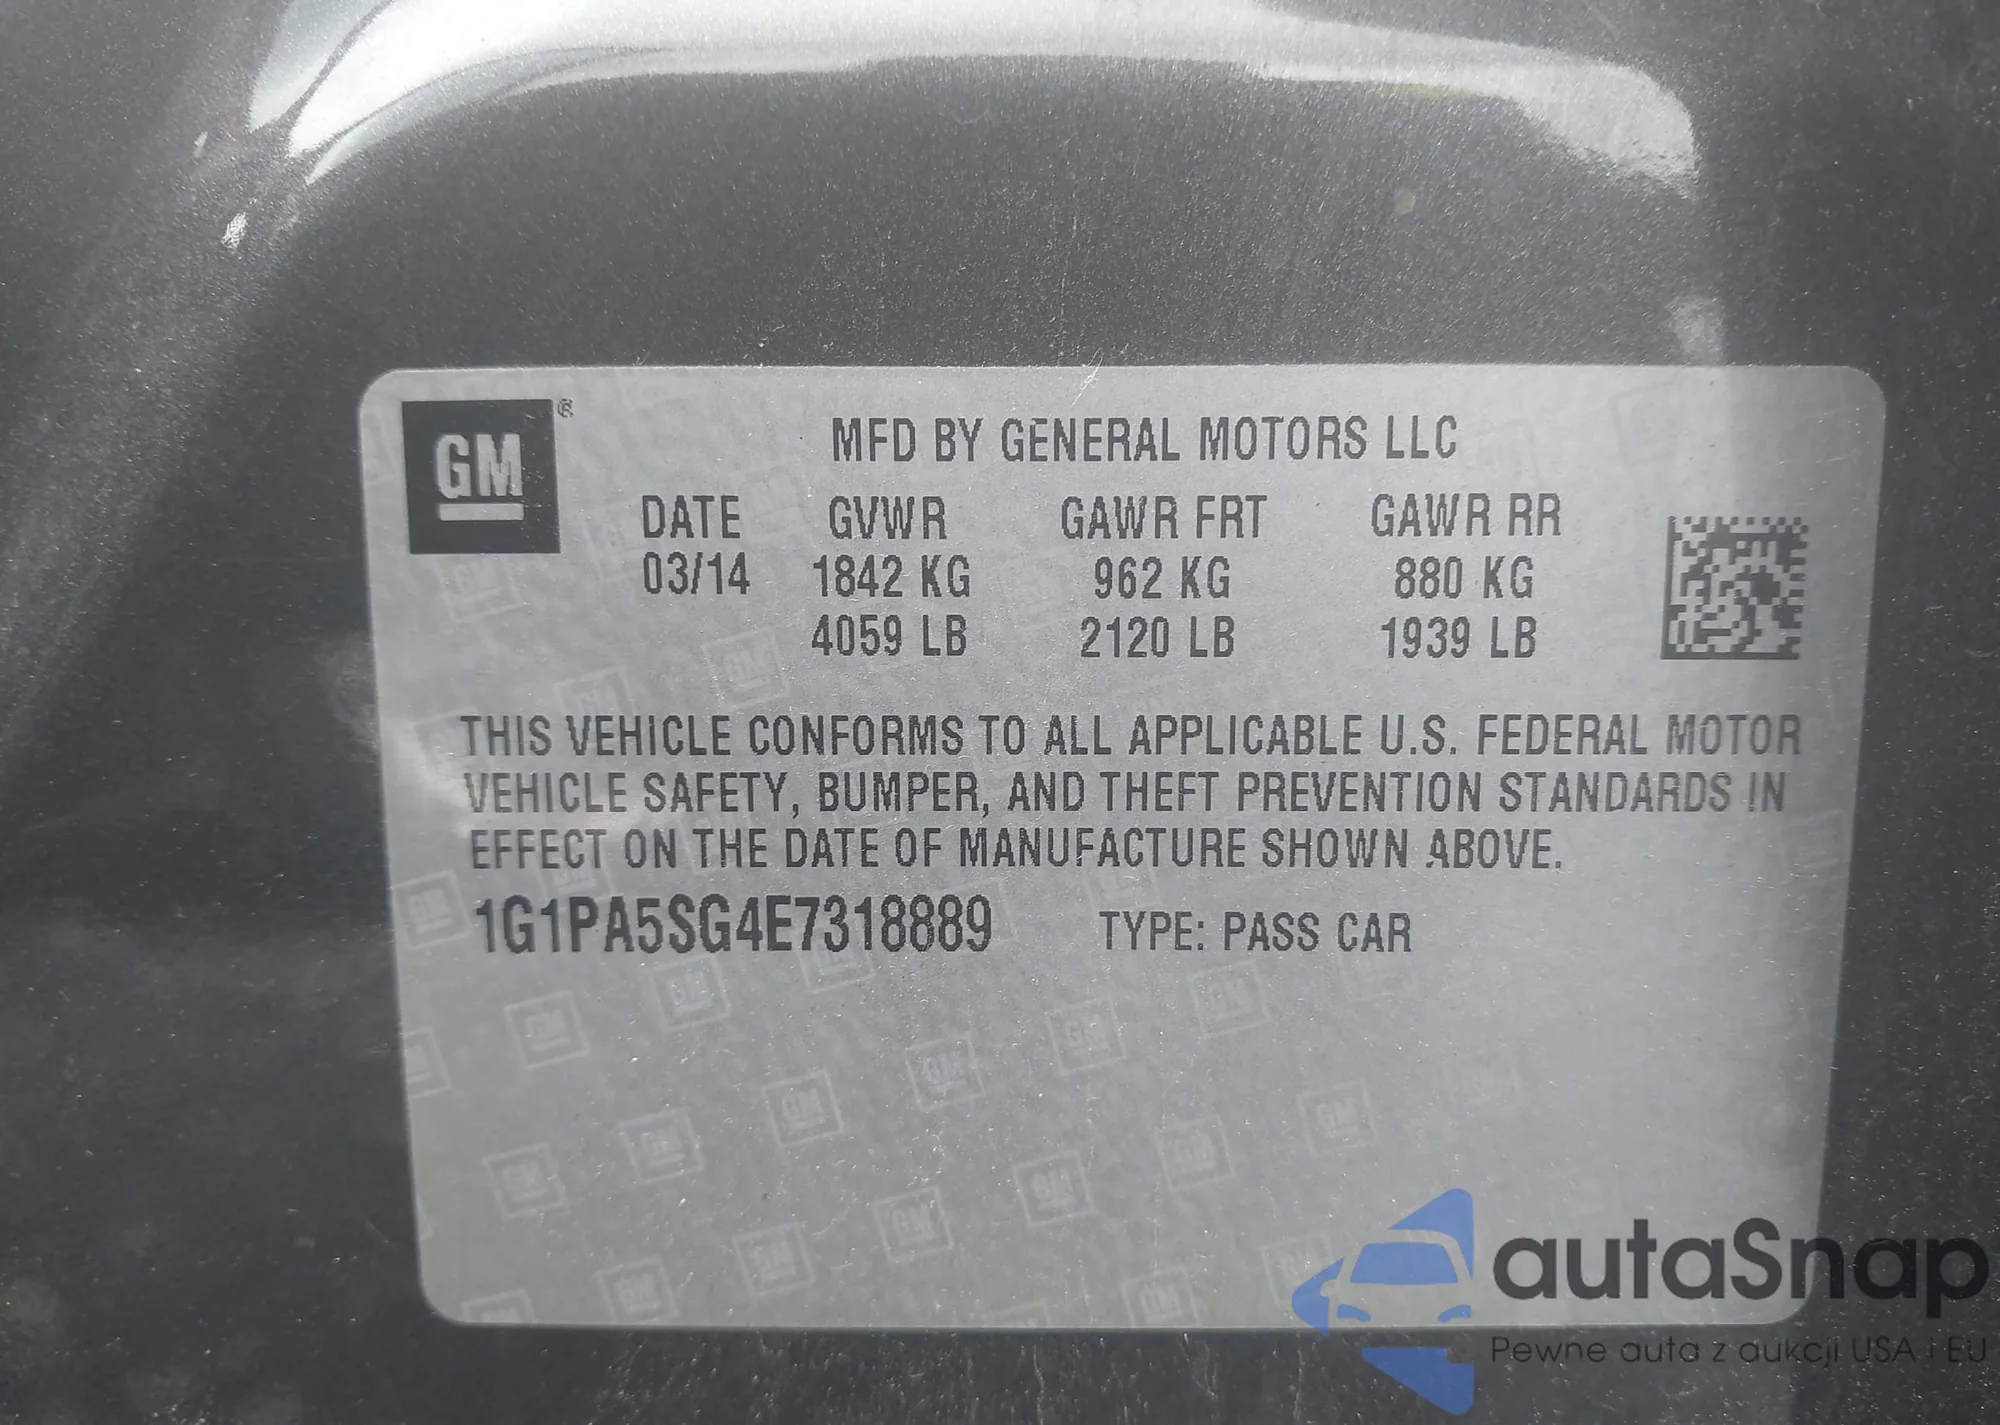 GM ®
MFD BY GENERAL MOTORS LLC
DATE GVWR GAWR FRT GAWR RR
03/14 1842 KG 962 KG 880 KG
4059 LB 2120 LB 1939 LB
THIS VEHICLE CONFORMS TO ALL APPLICABLE U.S. FEDERAL MOTOR
VEHICLE SAFETY, BUMPER, AND THEFT PREVENTION STANDARDS IN
EFFECT ON THE DATE OF MANUFACTURE SHOWN ABOVE.
1G1PA5SG4E7318889 TYPE: PASS CAR
autaSnap
Pewne auta z aukcji USA i EU